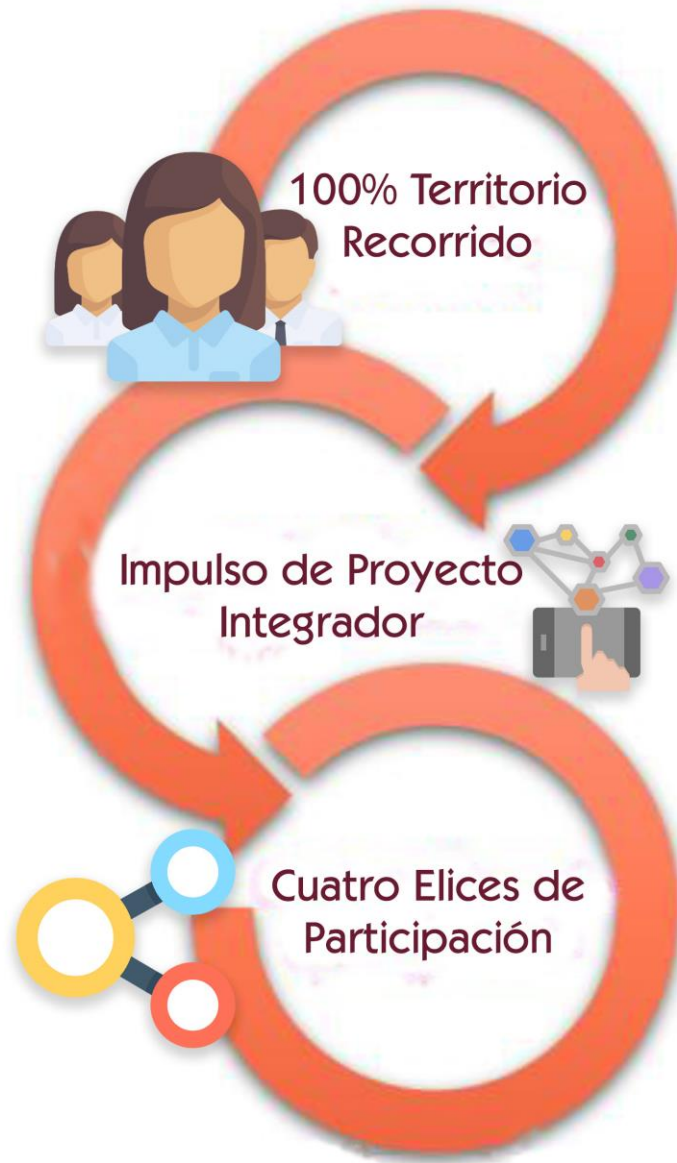 100% Territorio
Recorrido
Impulso de Proyecto
Integrador
Cuatro Elices de
Participación